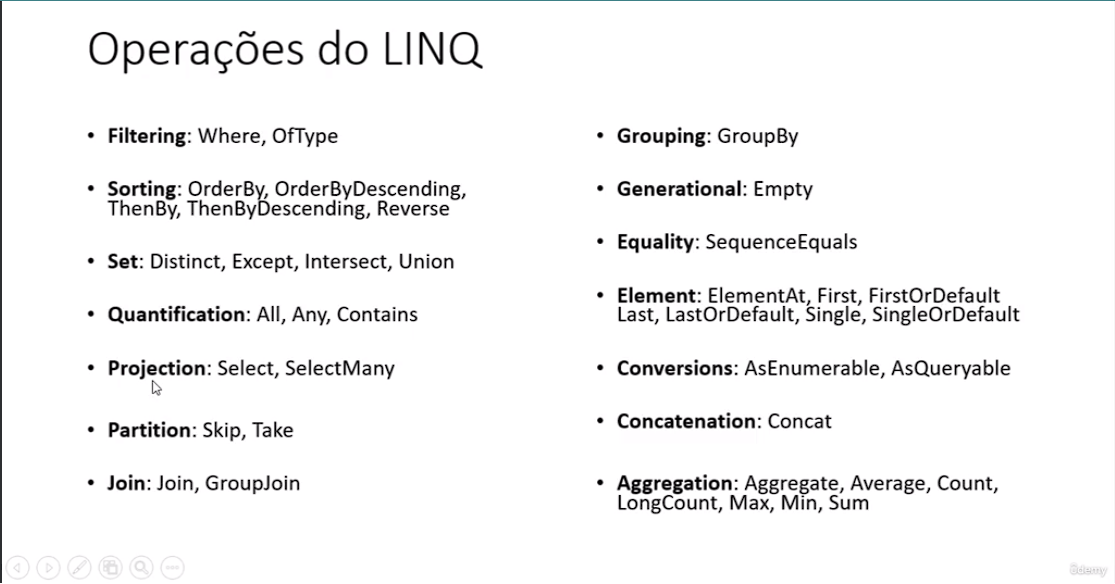 Operações do LINQ
• Filtering: Where, OfType
• Sorting: OrderBy, OrderByDescending,
ThenBy, ThenByDescending, Reverse
• Set: Distinct, Except, Intersect, Union
• Quantification: All, Any, Contains
• Projection: Select, SelectMany
• Partition: Skip, Take
• Join: Join, GroupJoin
• Grouping: GroupBy
• Generational: Empty
• Equality: SequenceEquals
• Element: ElementAt, First, FirstOrDefault
Last, LastOrDefault, Single, SingleOrDefault
• Conversions: AsEnumerable, AsQueryable
• Concatenation: Concat
• Aggregation: Aggregate, Average, Count,
LongCount, Max, Min, Sum
ûdemy